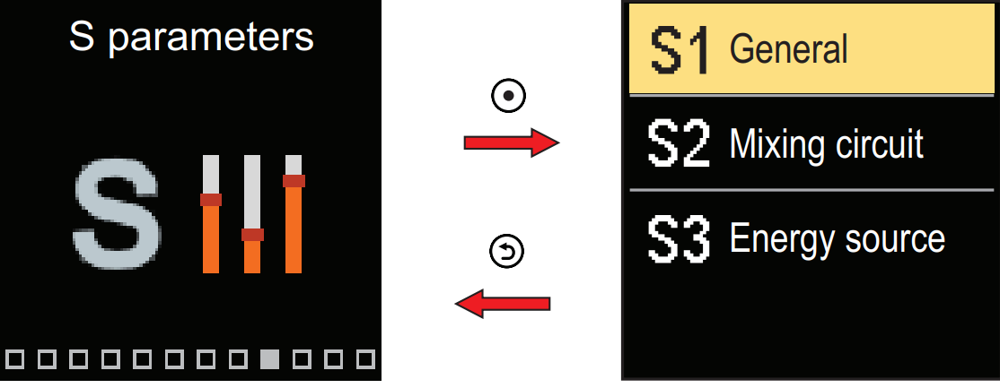 S parameters
S
S1 General
S2 Mixing circuit
S3 Energy source